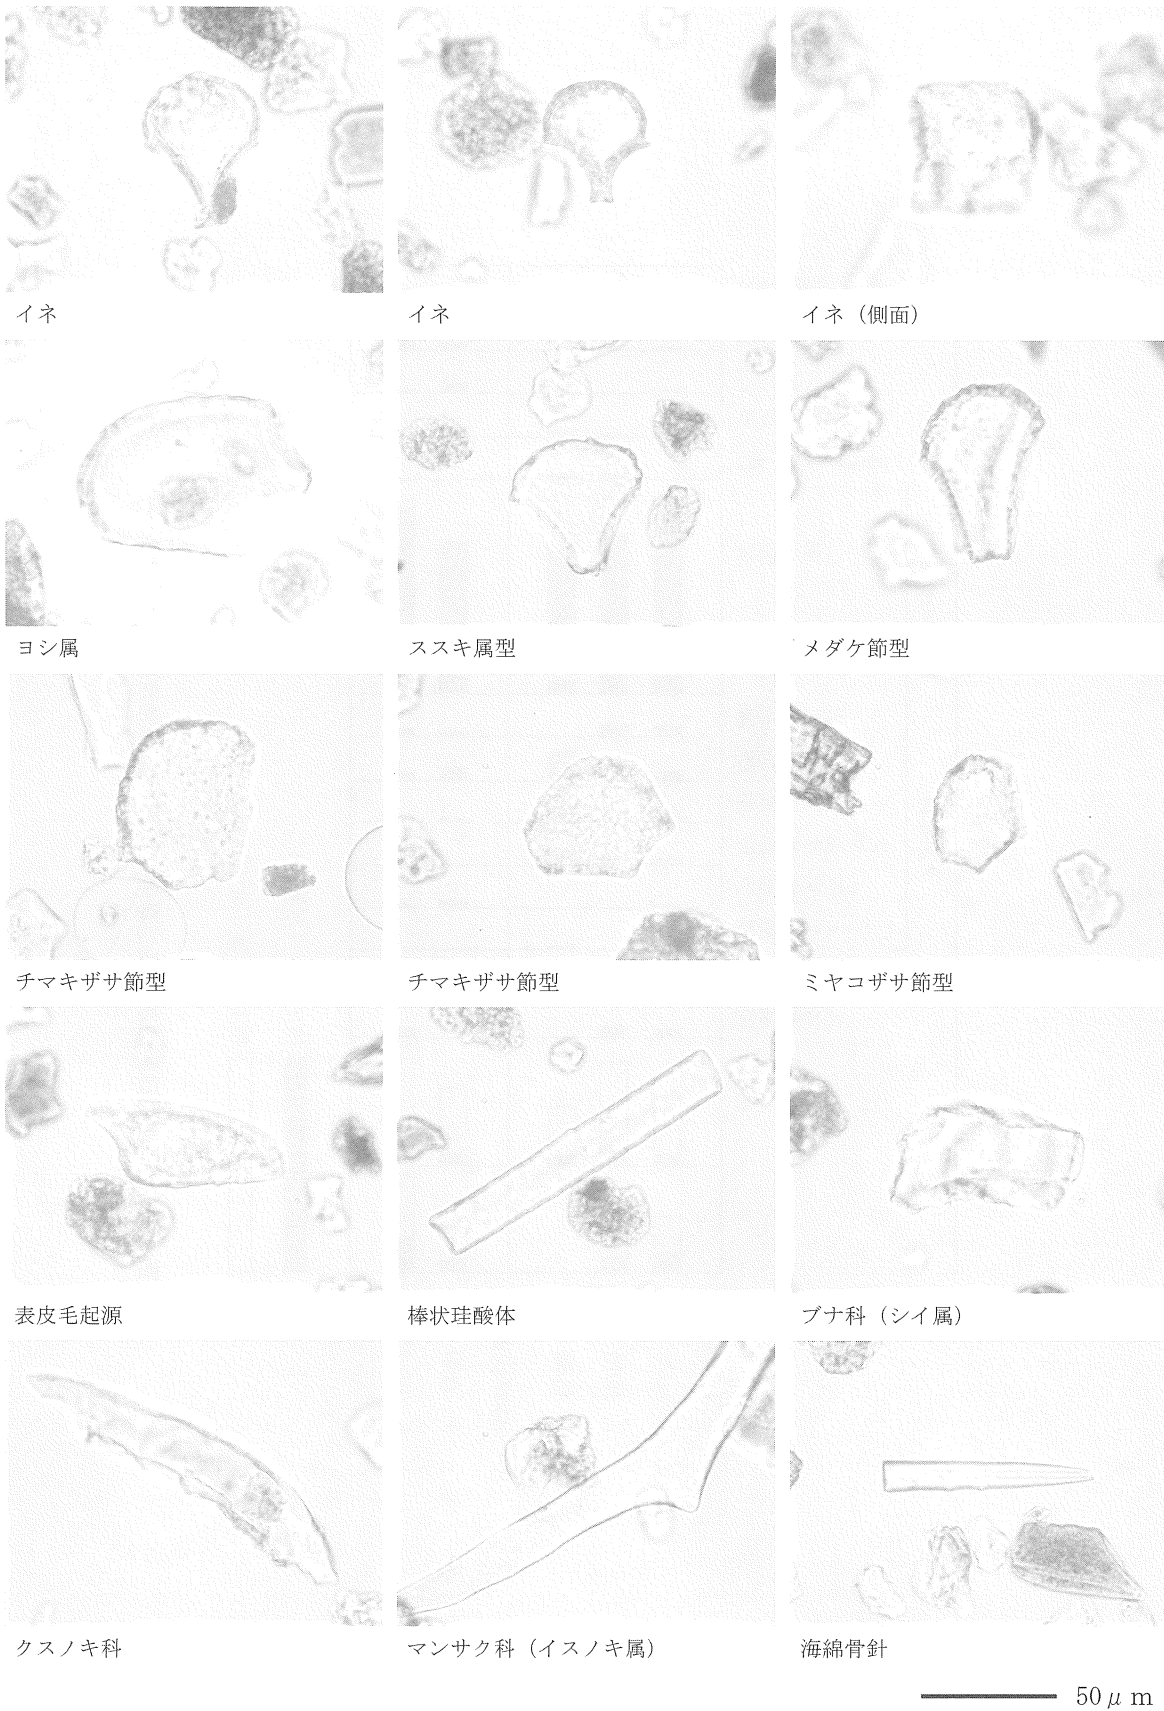 イネ
イネ
イネ（側面）
ヨシ属
ススキ属型
メダケ節型
チマキザサ節型
チマキザサ節型
ミヤコザサ節型
表皮毛起源
棒状珪酸体
ブナ科（シイ属）
クスノキ科
マンサク科（イスノキ属）
海綿骨針
50μm